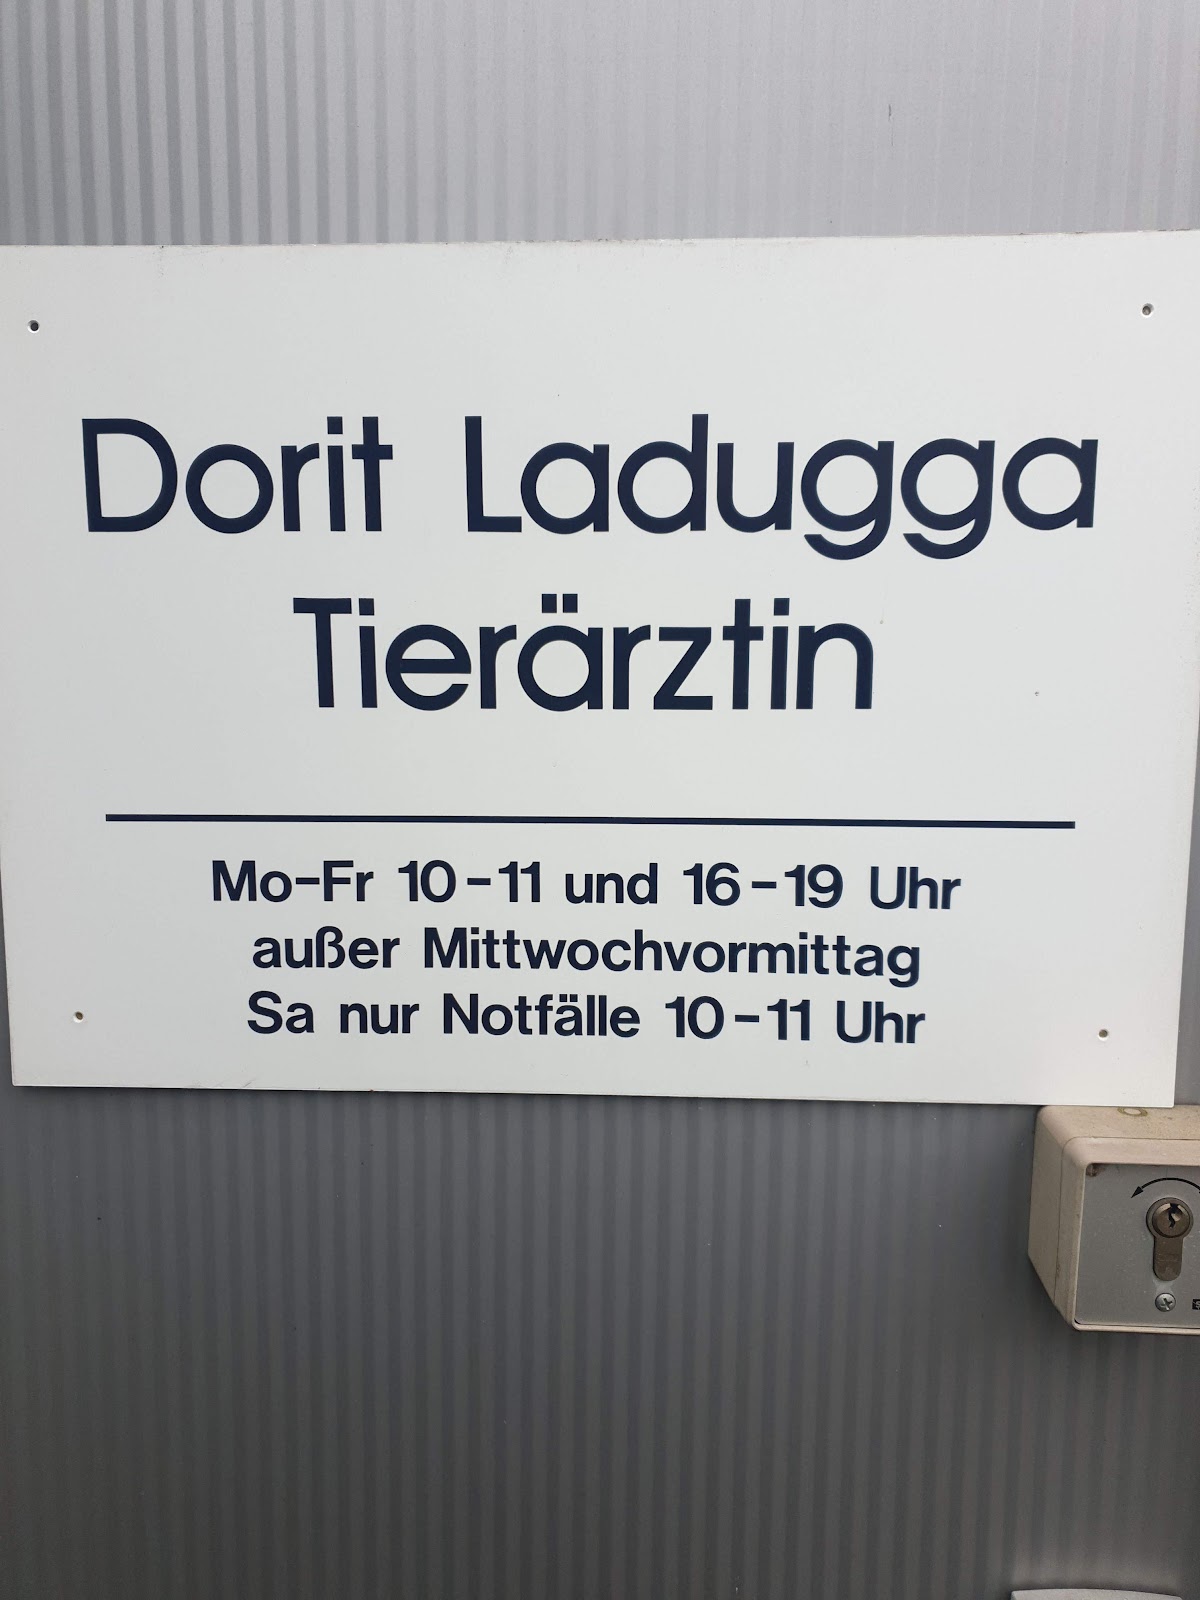 Dorit Ladugga
Tierärztin
Mo-Fr 10-11 und 16-19 Uhr
außer Mittwochvormittag
Sa nur Notfälle 10-11 Uhr